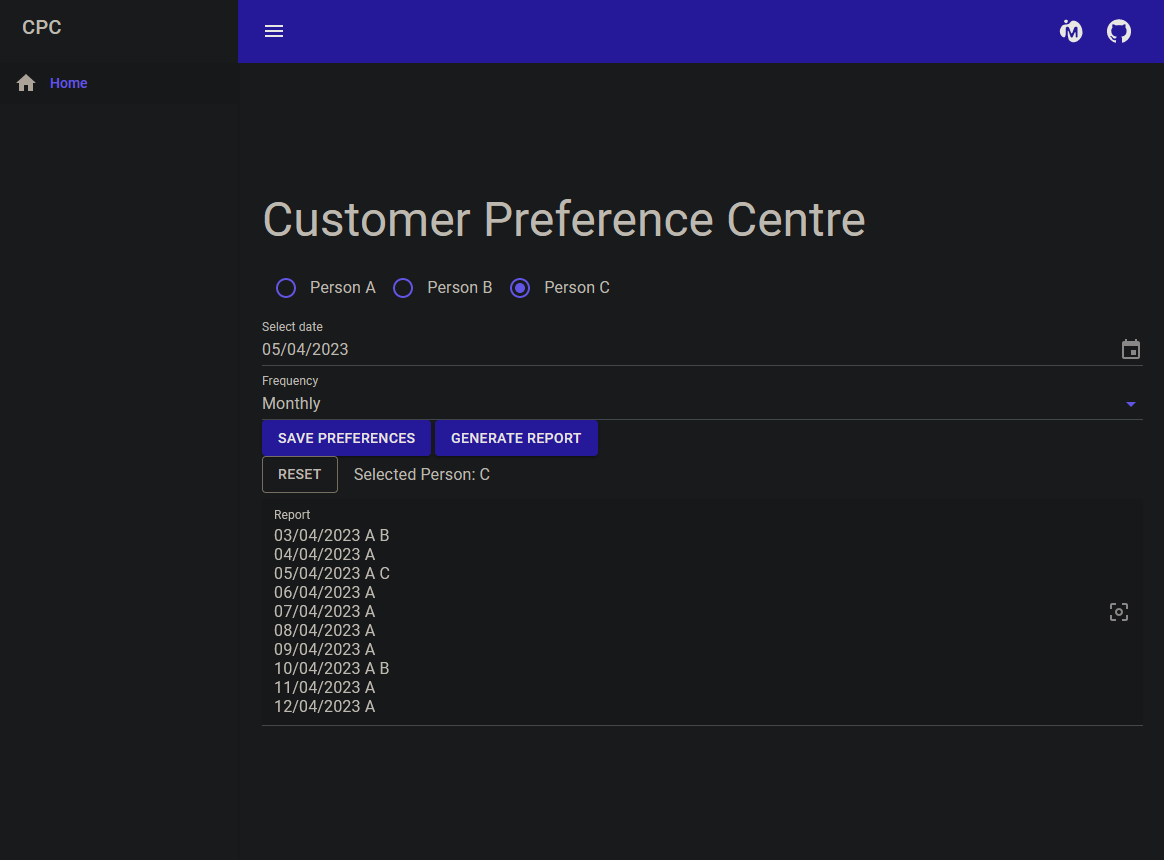 CPC
M
Home
Customer Preference Centre
Person A Person B Person C
Select date
05/04/2023
Frequency
Monthly
SAVE PREFERENCES GENERATE REPORT
RESET Selected Person: C
Report
03/04/2023 A B
04/04/2023 A
05/04/2023 A C
06/04/2023 A
07/04/2023 A
08/04/2023 A
09/04/2023 A
10/04/2023 A B
11/04/2023 A
12/04/2023 A